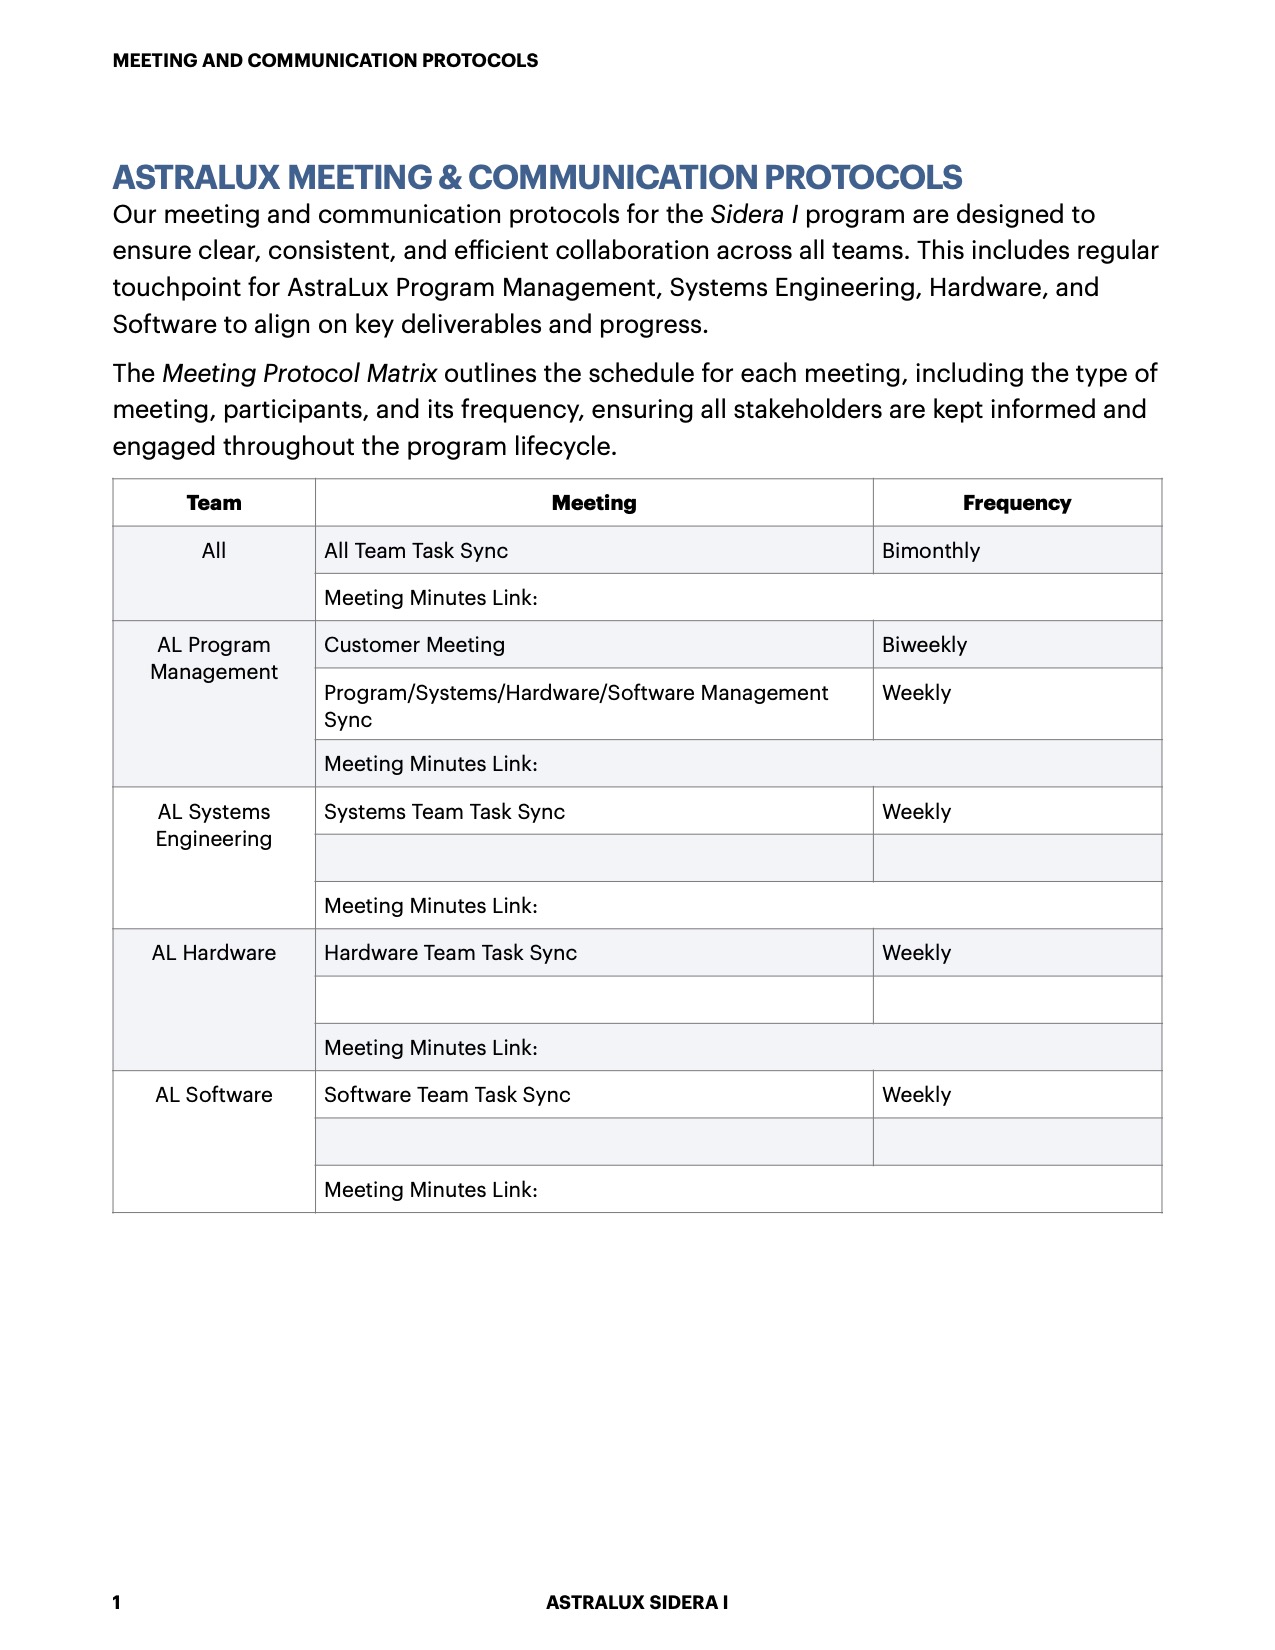 MEETING AND COMMUNICATION PROTOCOLS
ASTRALUX MEETING & COMMUNICATION PROTOCOLS
Our meeting and communication protocols for the Sidera I program are designed to
ensure clear, consistent, and efficient collaboration across all teams. This includes regular
touchpoint for AstraLux Program Management, Systems Engineering, Hardware, and
Software to align on key deliverables and progress.
The Meeting Protocol Matrix outlines the schedule for each meeting, including the type of
meeting, participants, and its frequency, ensuring all stakeholders are kept informed and
engaged throughout the program lifecycle.
Team Meeting Frequency
All All Team Task Sync Bimonthly
Meeting Minutes Link:
AL Program Customer Meeting Biweekly
Management
Program/Systems/Hardware/Software Management Weekly
Sync
Meeting Minutes Link:
AL Systems Systems Team Task Sync Weekly
Engineering
Meeting Minutes Link:
AL Hardware Hardware Team Task Sync Weekly
Meeting Minutes Link:
AL Software Software Team Task Sync Weekly
Meeting Minutes Link:
1 ASTRALUX SIDERA I